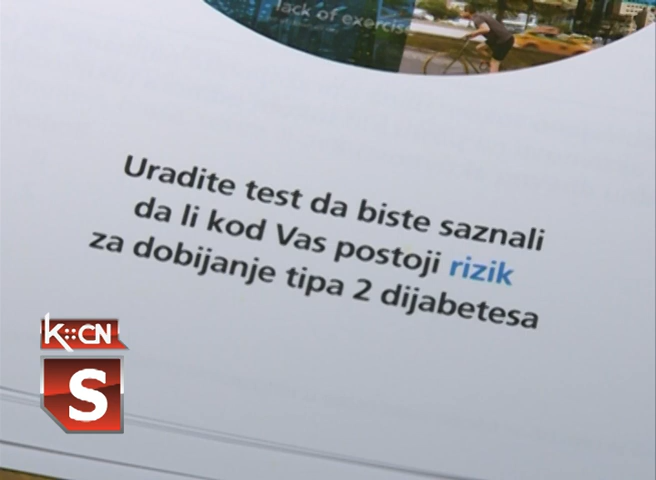 lack of exercise
Uradite test da biste saznali
da li kod Vas postoji rizik
za dobijanje tipa 2 dijabetesa
K::CN
S